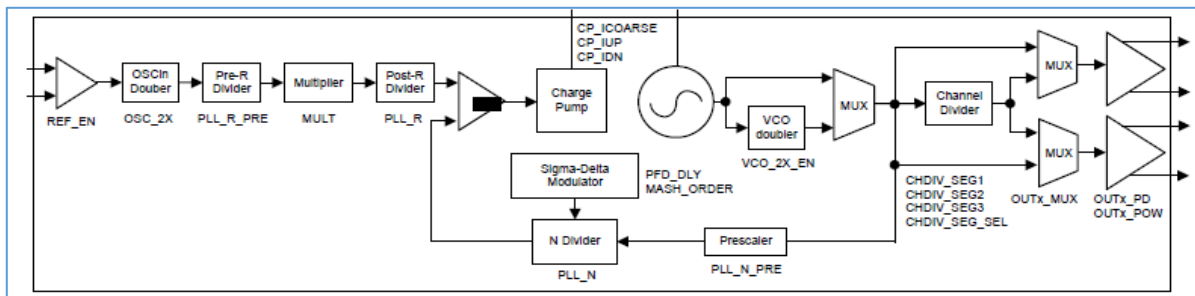 CP_ICOARSE
CP_IUP
CP_IDN
OSCin
Douber
Pre-R
Divider
Multiplier
Post-R
Divider
Charge
Pump
MUX
Channel
Divider
MUX
REF_EN
OSC_2X
PLL_R_PRE
MULT
PLL_R
VCO
doubler
VCO_2X_EN
MUX
Sigma-Delta
Modulator
PFD_DLY
MASH_ORDER
CHDIV_SEG1
CHDIV_SEG2
CHDIV_SEG3
CHDIV_SEG_SEL
OUTx_MUX
OUTx_PD
OUTx_POW
N Divider
Prescaler
PLL_N
PLL_N_PRE